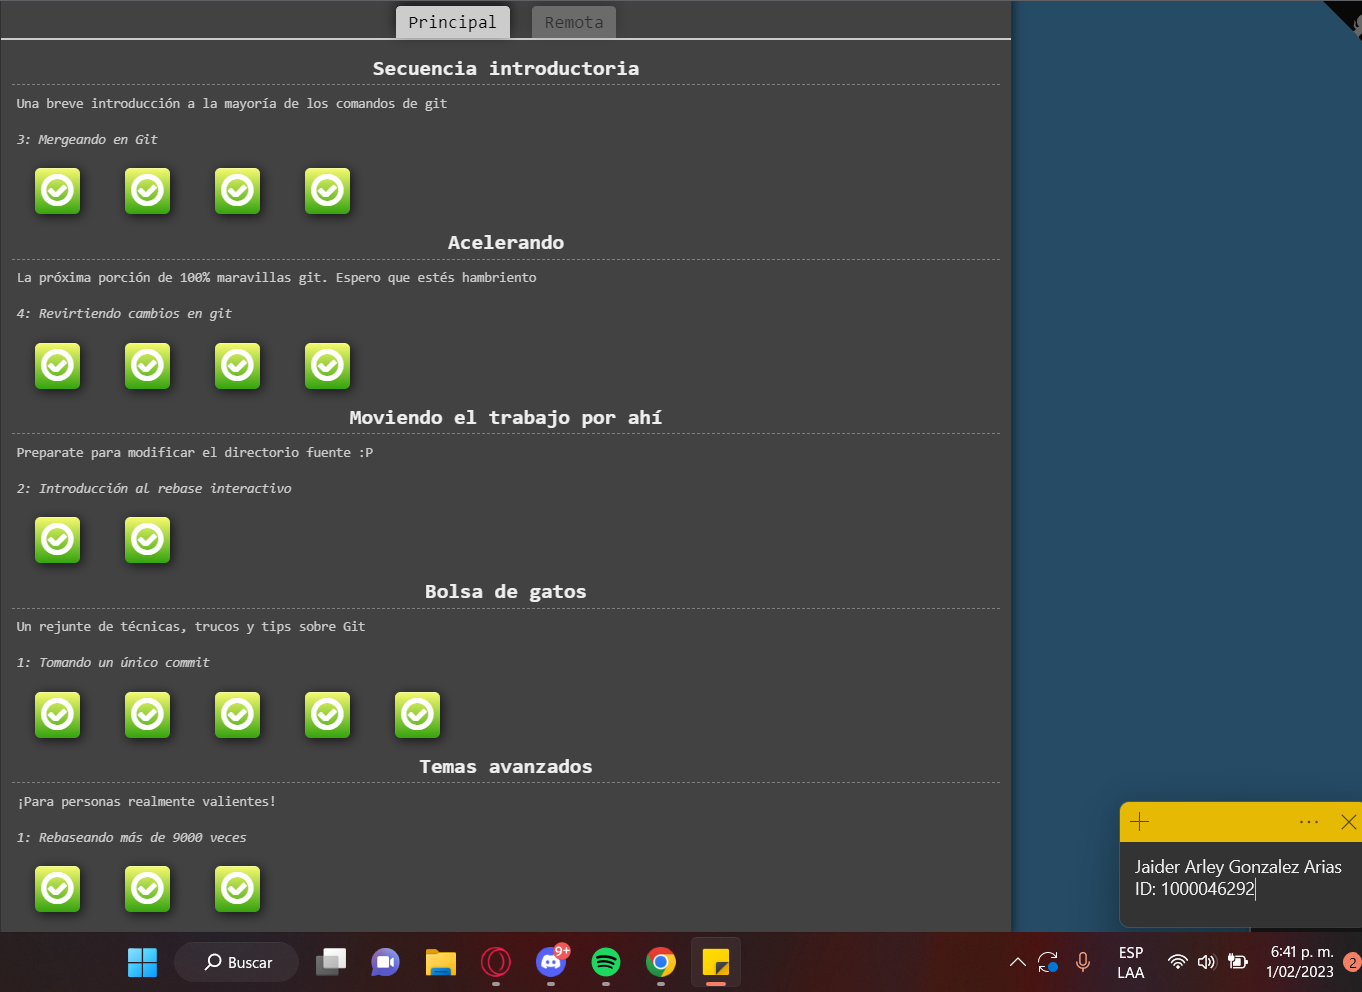 Principal
Remota
Secuencia introductoria
Una breve introducción a la mayoría de los comandos de git
3: Mergeando en Git
Acelerando
La próxima porción de 100% maravillas git. Espero que estés hambriento
4: Revirtiendo cambios en git
Moviendo el trabajo por ahí
Preparate para modificar el directorio fuente :P
2: Introducción al rebase interactivo
Bolsa de gatos
Un rejunte de técnicas, trucos y tips sobre Git
1: Tomando un único commit
Temas avanzados
¡Para personas realmente valientes!
1: Rebaseando más de 9000 veces
Jaider Arley Gonzalez Arias
ID: 1000046292
Buscar
9+
ESP
LAA
6:41 p. m.
1/02/2023
2